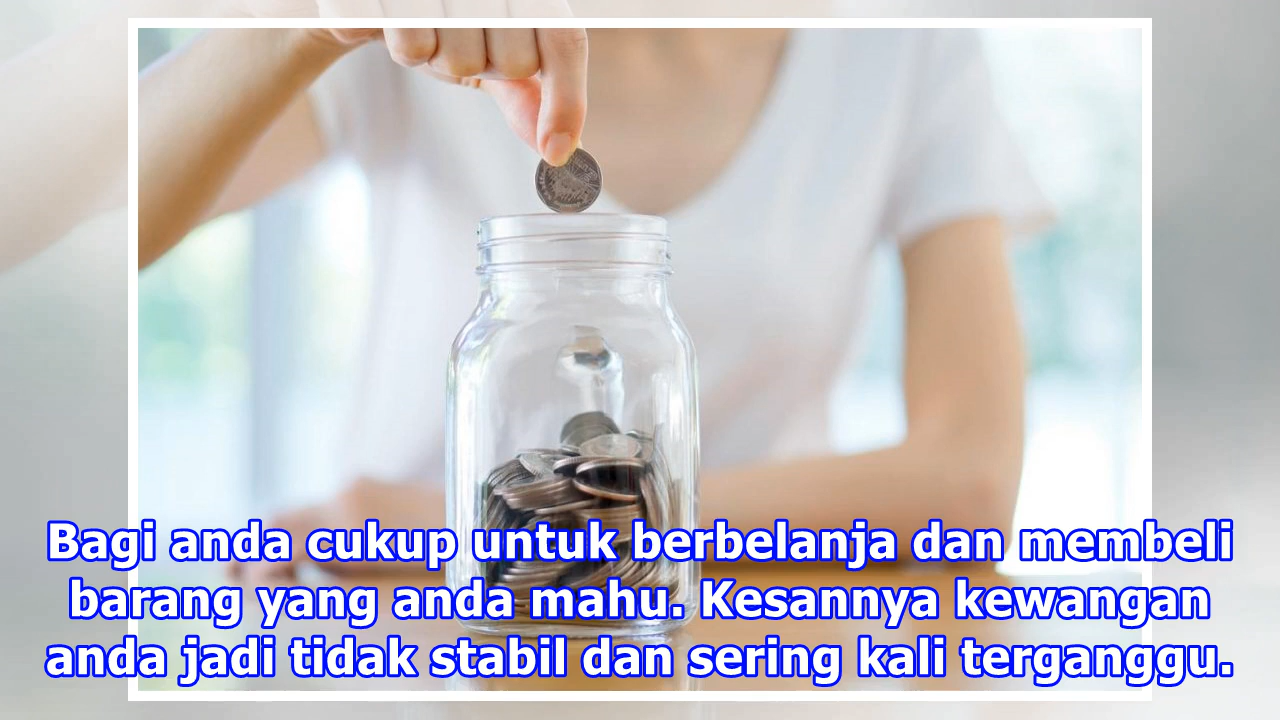 Bagi anda cukup untuk berbelanja dan membeli
barang yang anda mahu. Kesannya kewangan
anda jadi tidak stabil dan sering kali terganggu.